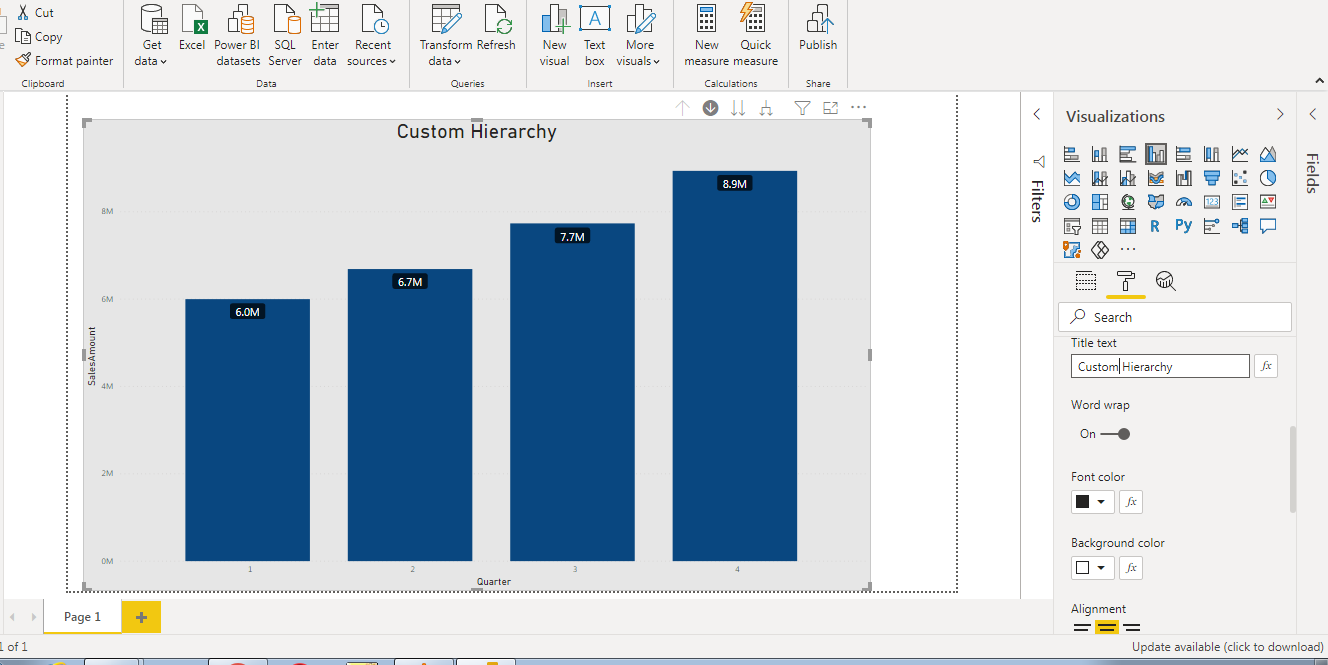 Cut
Copy
Format painter
Clipboard
Get data
Excel
Power BI datasets
SQL Server
Enter data
Recent sources
Data
Transform data
Refresh
Queries
New visual
A
Text box
More visuals
Insert
New measure
Quick measure
Calculations
Publish
Share
Custom Hierarchy
8M
6M
4M
2M
0M
SalesAmount
6.0M
6.7M
7.7M
8.9M
1
2
3
4
Quarter
Filters
Visualizations
123
R
Py
Search
Title text
Custom Hierarchy
fx
Word wrap
On
Font color
fx
Background color
fx
Alignment
Fields
Page 1
1 of 1
Update available (click to download)